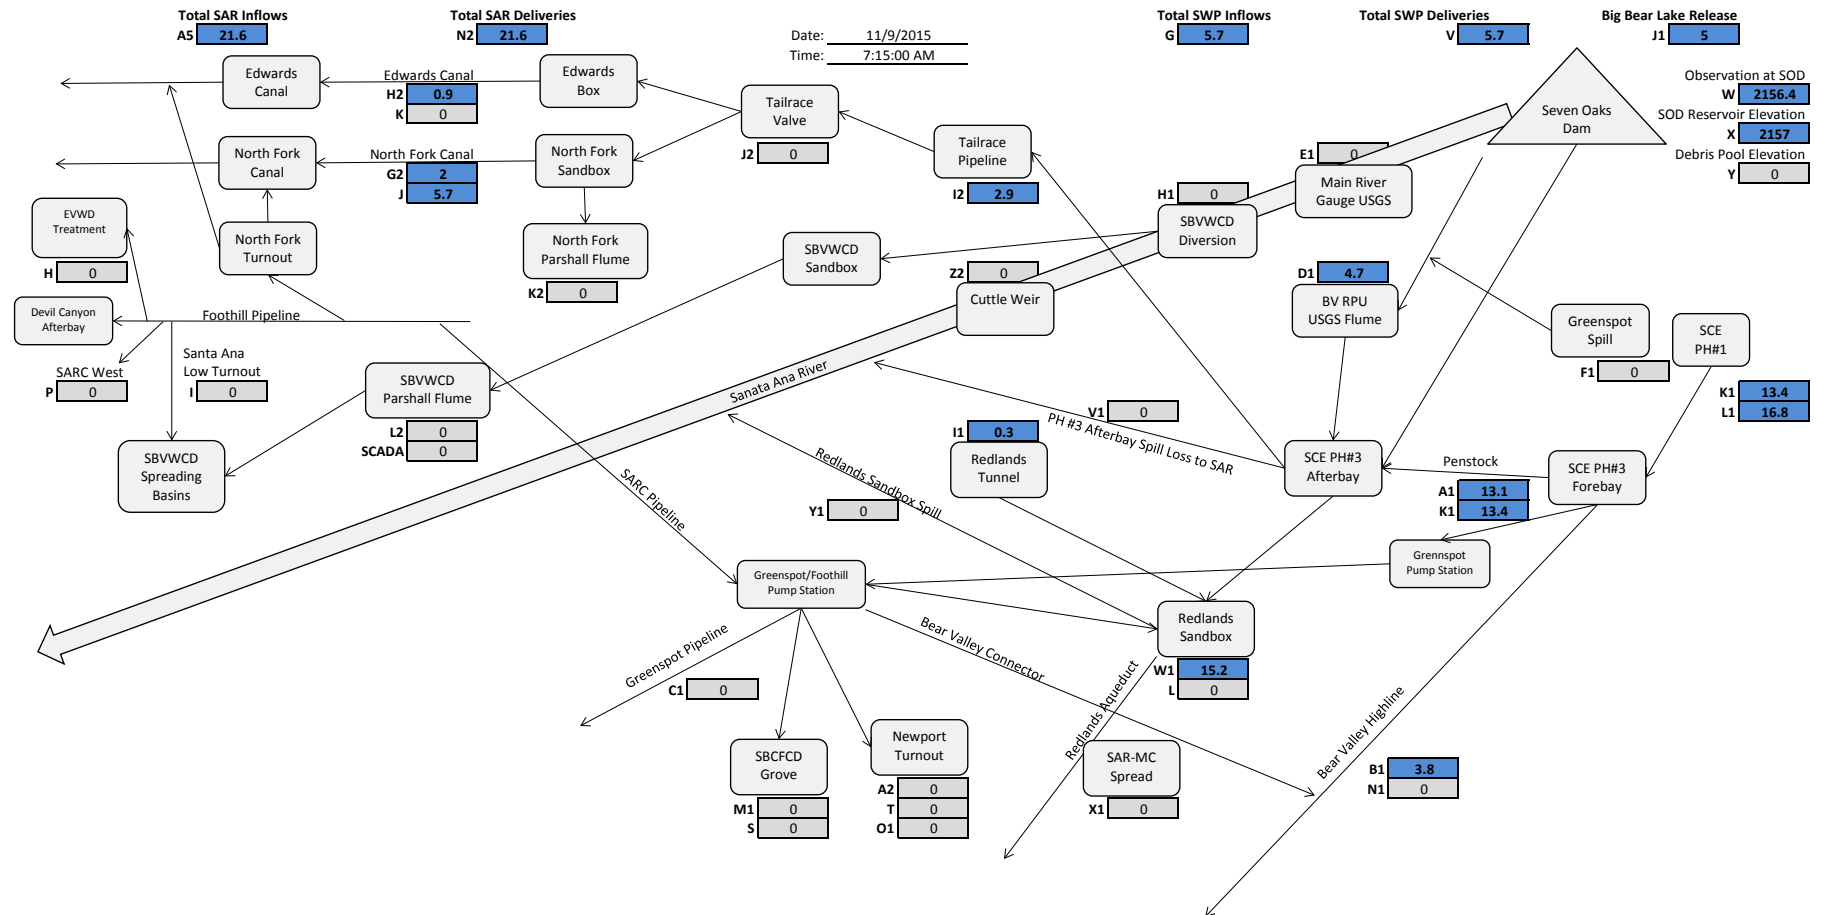 Total SAR Inflows
A5 21.6
Total SAR Deliveries
N2 21.6
Date: 11/9/2015
Time: 7:15:00 AM
Total SWP Inflows
G 5.7
Total SWP Deliveries
V 5.7
Big Bear Lake Release
J1 5
Edwards
Canal
Edwards Canal
H2 0.9
K 0
Edwards
Box
Tailrace
Valve
J2 0
Tailrace
Pipeline
I2 2.9
Seven Oaks
Dam
Observation at SOD
W 2156.4
SOD Reservoir Elevation
X 2157
Debris Pool Elevation
Y 0
North Fork
Canal
North Fork Canal
G2 2
J 5.7
North Fork
Sandbox
E1 0
Main River
Gauge USGS
H1 0
SBVWCD
Diversion
EVWD
Treatment
H 0
North Fork
Turnout
North Fork
Parshall Flume
K2 0
SBVWCD
Sandbox
Z2 0
Cuttle Weir
D1 4.7
BV RPU
USGS Flume
Greenspot
Spill
F1 0
SCE
PH#1
K1 13.4
L1 16.8
Devil Canyon
Afterbay
Foothill Pipeline
SARC West
P 0
Santa Ana
Low Turnout
I 0
SBVWCD
Parshall Flume
L2 0
SCADA 0
Sanata Ana River
V1 0
PH #3 Afterbay Spill Loss to SAR
I1 0.3
Redlands
Tunnel
SCE PH#3
Afterbay
Penstock
A1 13.1
K1 13.4
SCE PH#3
Forebay
SBVWCD
Spreading
Basins
SARC Pipeline
Redlands Sandbox Spill
Y1 0
Grennspot
Pump Station
Greenspot/Foothill
Pump Station
Redlands
Sandbox
W1 15.2
L 0
Greenspot Pipeline
C1 0
Bear Valley Connector
Redlands Aqueduct
Bear Valley Highline
SBCFCD
Grove
M1 0
S 0
Newport
Turnout
A2 0
T 0
O1 0
SAR-MC
Spread
X1 0
B1 3.8
N1 0